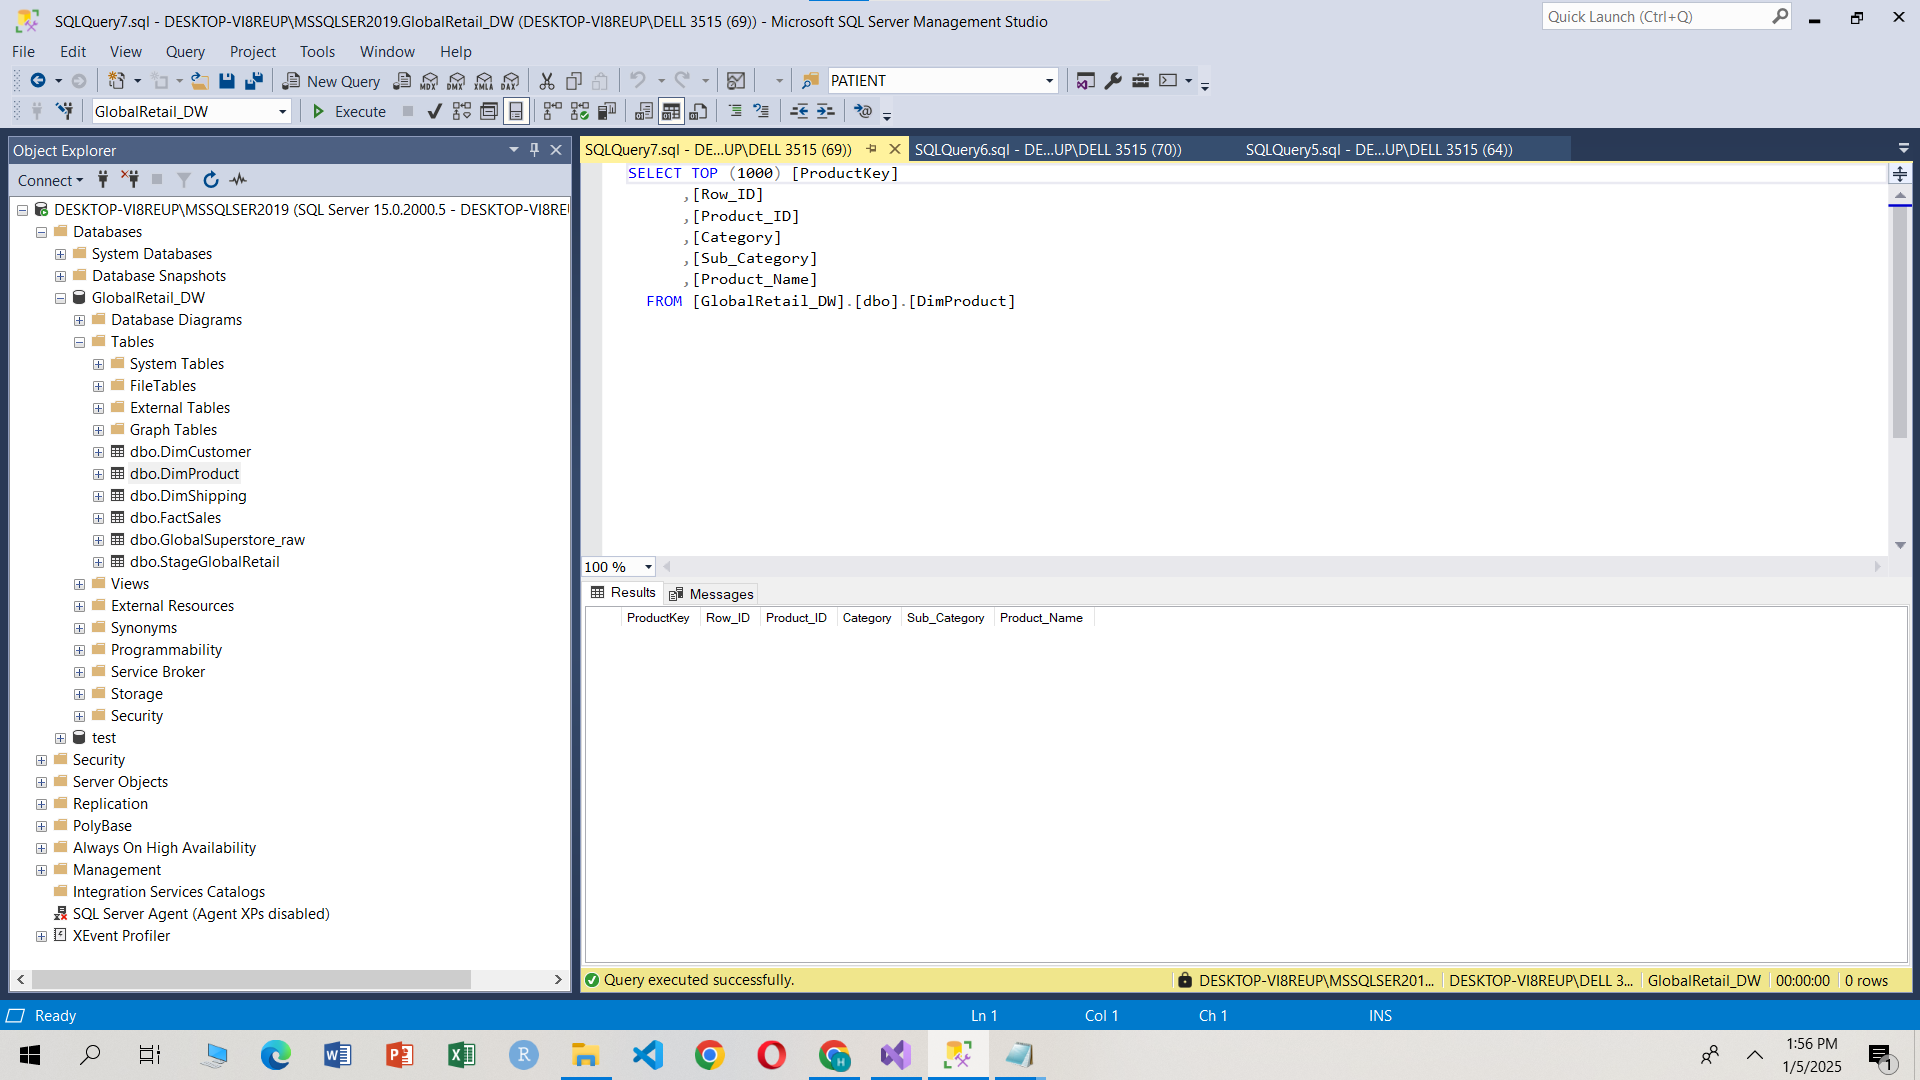 SQLQuery7.sql - DESKTOP-VI8REUP\MSSQLSER2019.GlobalRetail_DW (DESKTOP-VI8REUP\DELL 3515 (69)) - Microsoft SQL Server Management Studio
Quick Launch (Ctrl+Q)
File Edit View Query Project Tools Window Help
New Query
MDX DMX XMLA DAX
PATIENT
GlobalRetail_DW
Execute
Object Explorer
Connect
DESKTOP-VI8REUP\MSSQLSER2019 (SQL Server 15.0.2000.5 - DESKTOP-VI8REU
Databases
System Databases
Database Snapshots
GlobalRetail_DW
Database Diagrams
Tables
System Tables
FileTables
External Tables
Graph Tables
dbo.DimCustomer
dbo.DimProduct
dbo.DimShipping
dbo.FactSales
dbo.GlobalSuperstore_raw
dbo.StageGlobalRetail
Views
External Resources
Synonyms
Programmability
Service Broker
Storage
Security
test
Security
Server Objects
Replication
PolyBase
Always On High Availability
Management
Integration Services Catalogs
SQL Server Agent (Agent XPs disabled)
XEvent Profiler
SQLQuery7.sql - DE...UP\DELL 3515 (69))
SQLQuery6.sql - DE...UP\DELL 3515 (70))
SQLQuery5.sql - DE...UP\DELL 3515 (64))
SELECT TOP (1000) [ProductKey]
,[Row_ID]
,[Product_ID]
,[Category]
,[Sub_Category]
,[Product_Name]
FROM [GlobalRetail_DW].[dbo].[DimProduct]
100 %
Results Messages
ProductKey Row_ID Product_ID Category Sub_Category Product_Name
Query executed successfully.
DESKTOP-VI8REUP\MSSQLSER201... DESKTOP-VI8REUP\DELL 3... GlobalRetail_DW 00:00:00 0 rows
Ready
Ln 1 Col 1 Ch 1 INS
1:56 PM
1/5/2025
1